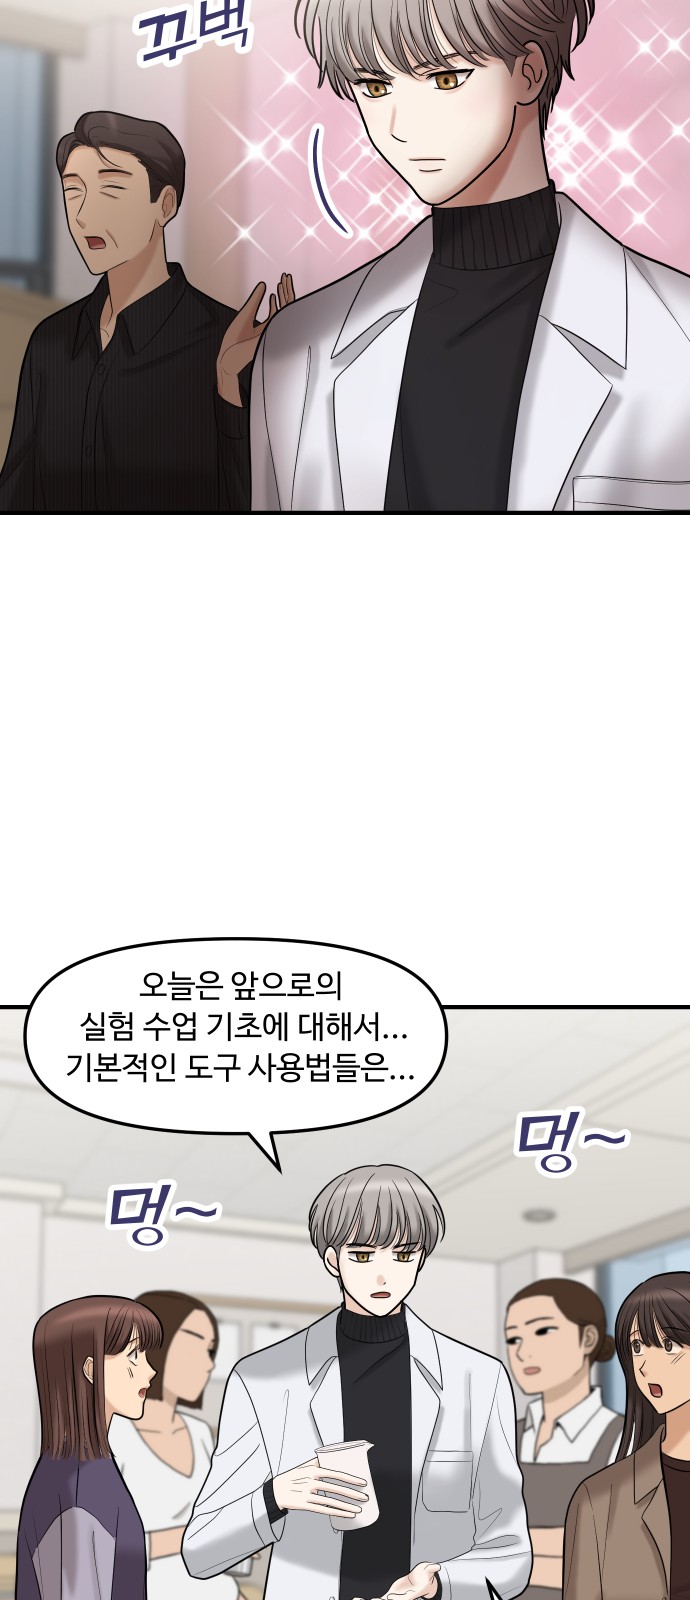 꾸벅
오늘은 앞으로의
실험 수업 기초에 대해서...
기본적인 도구 사용법들은...
멍~
멍~